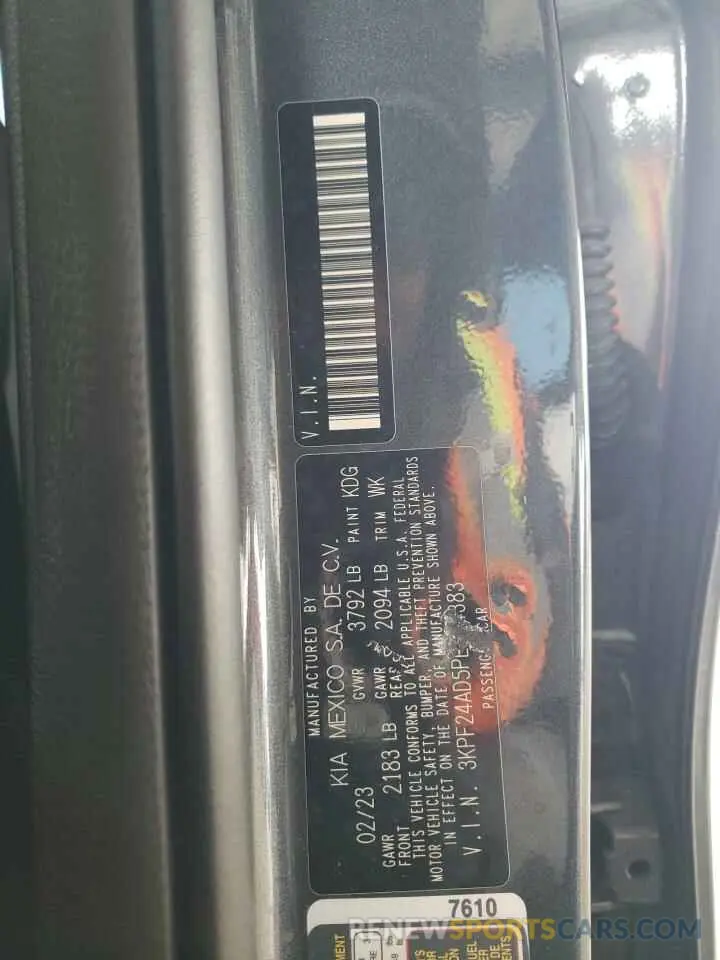 V.I.N.
MANUFACTURED BY
KIA MEXICO S.A. DE C.V.
02/23 GVWR 3792 LB PAINT KDG
GAWR FRONT 2183 LB GAWR 2094 LB TRIM WK
THIS VEHICLE CONFORMS TO ALL APPLICABLE U.S.A. FEDERAL
MOTOR VEHICLE SAFETY, BUMPER, AND THEFT PREVENTION STANDARDS
IN EFFECT ON THE DATE OF MANUFACTURE SHOWN ABOVE.
V.I.N. 
PASSENGER CAR
7610
RENEWSPORTSCARS.COM